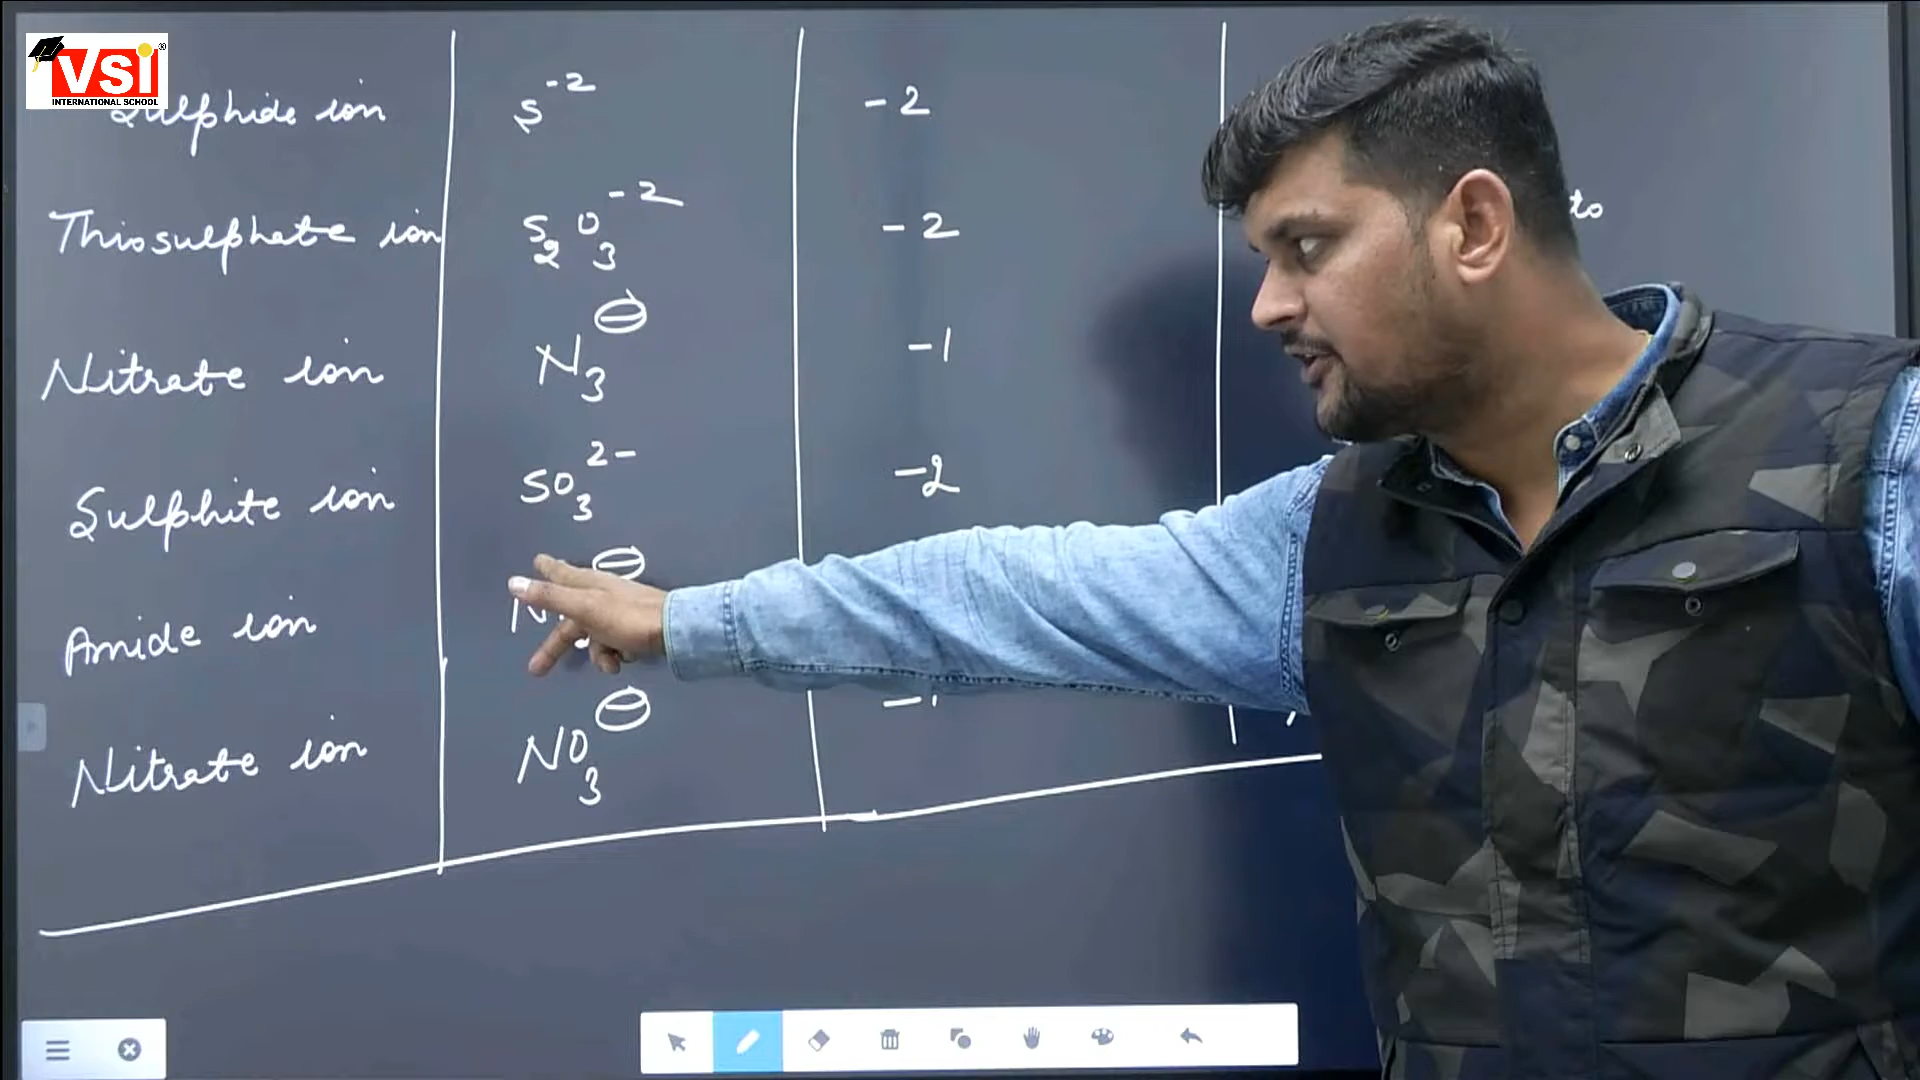 VSI®
INTERNATIONAL SCHOOL
Sulphide ion S⁻² -2
Thiosulphate ion S₂O₃⁻² -2
to
Nitrate ion N₃⊖ -1
Sulphite ion SO₃²⁻ -2
Amide ion ⊖
Nitrate ion NO₃⊖